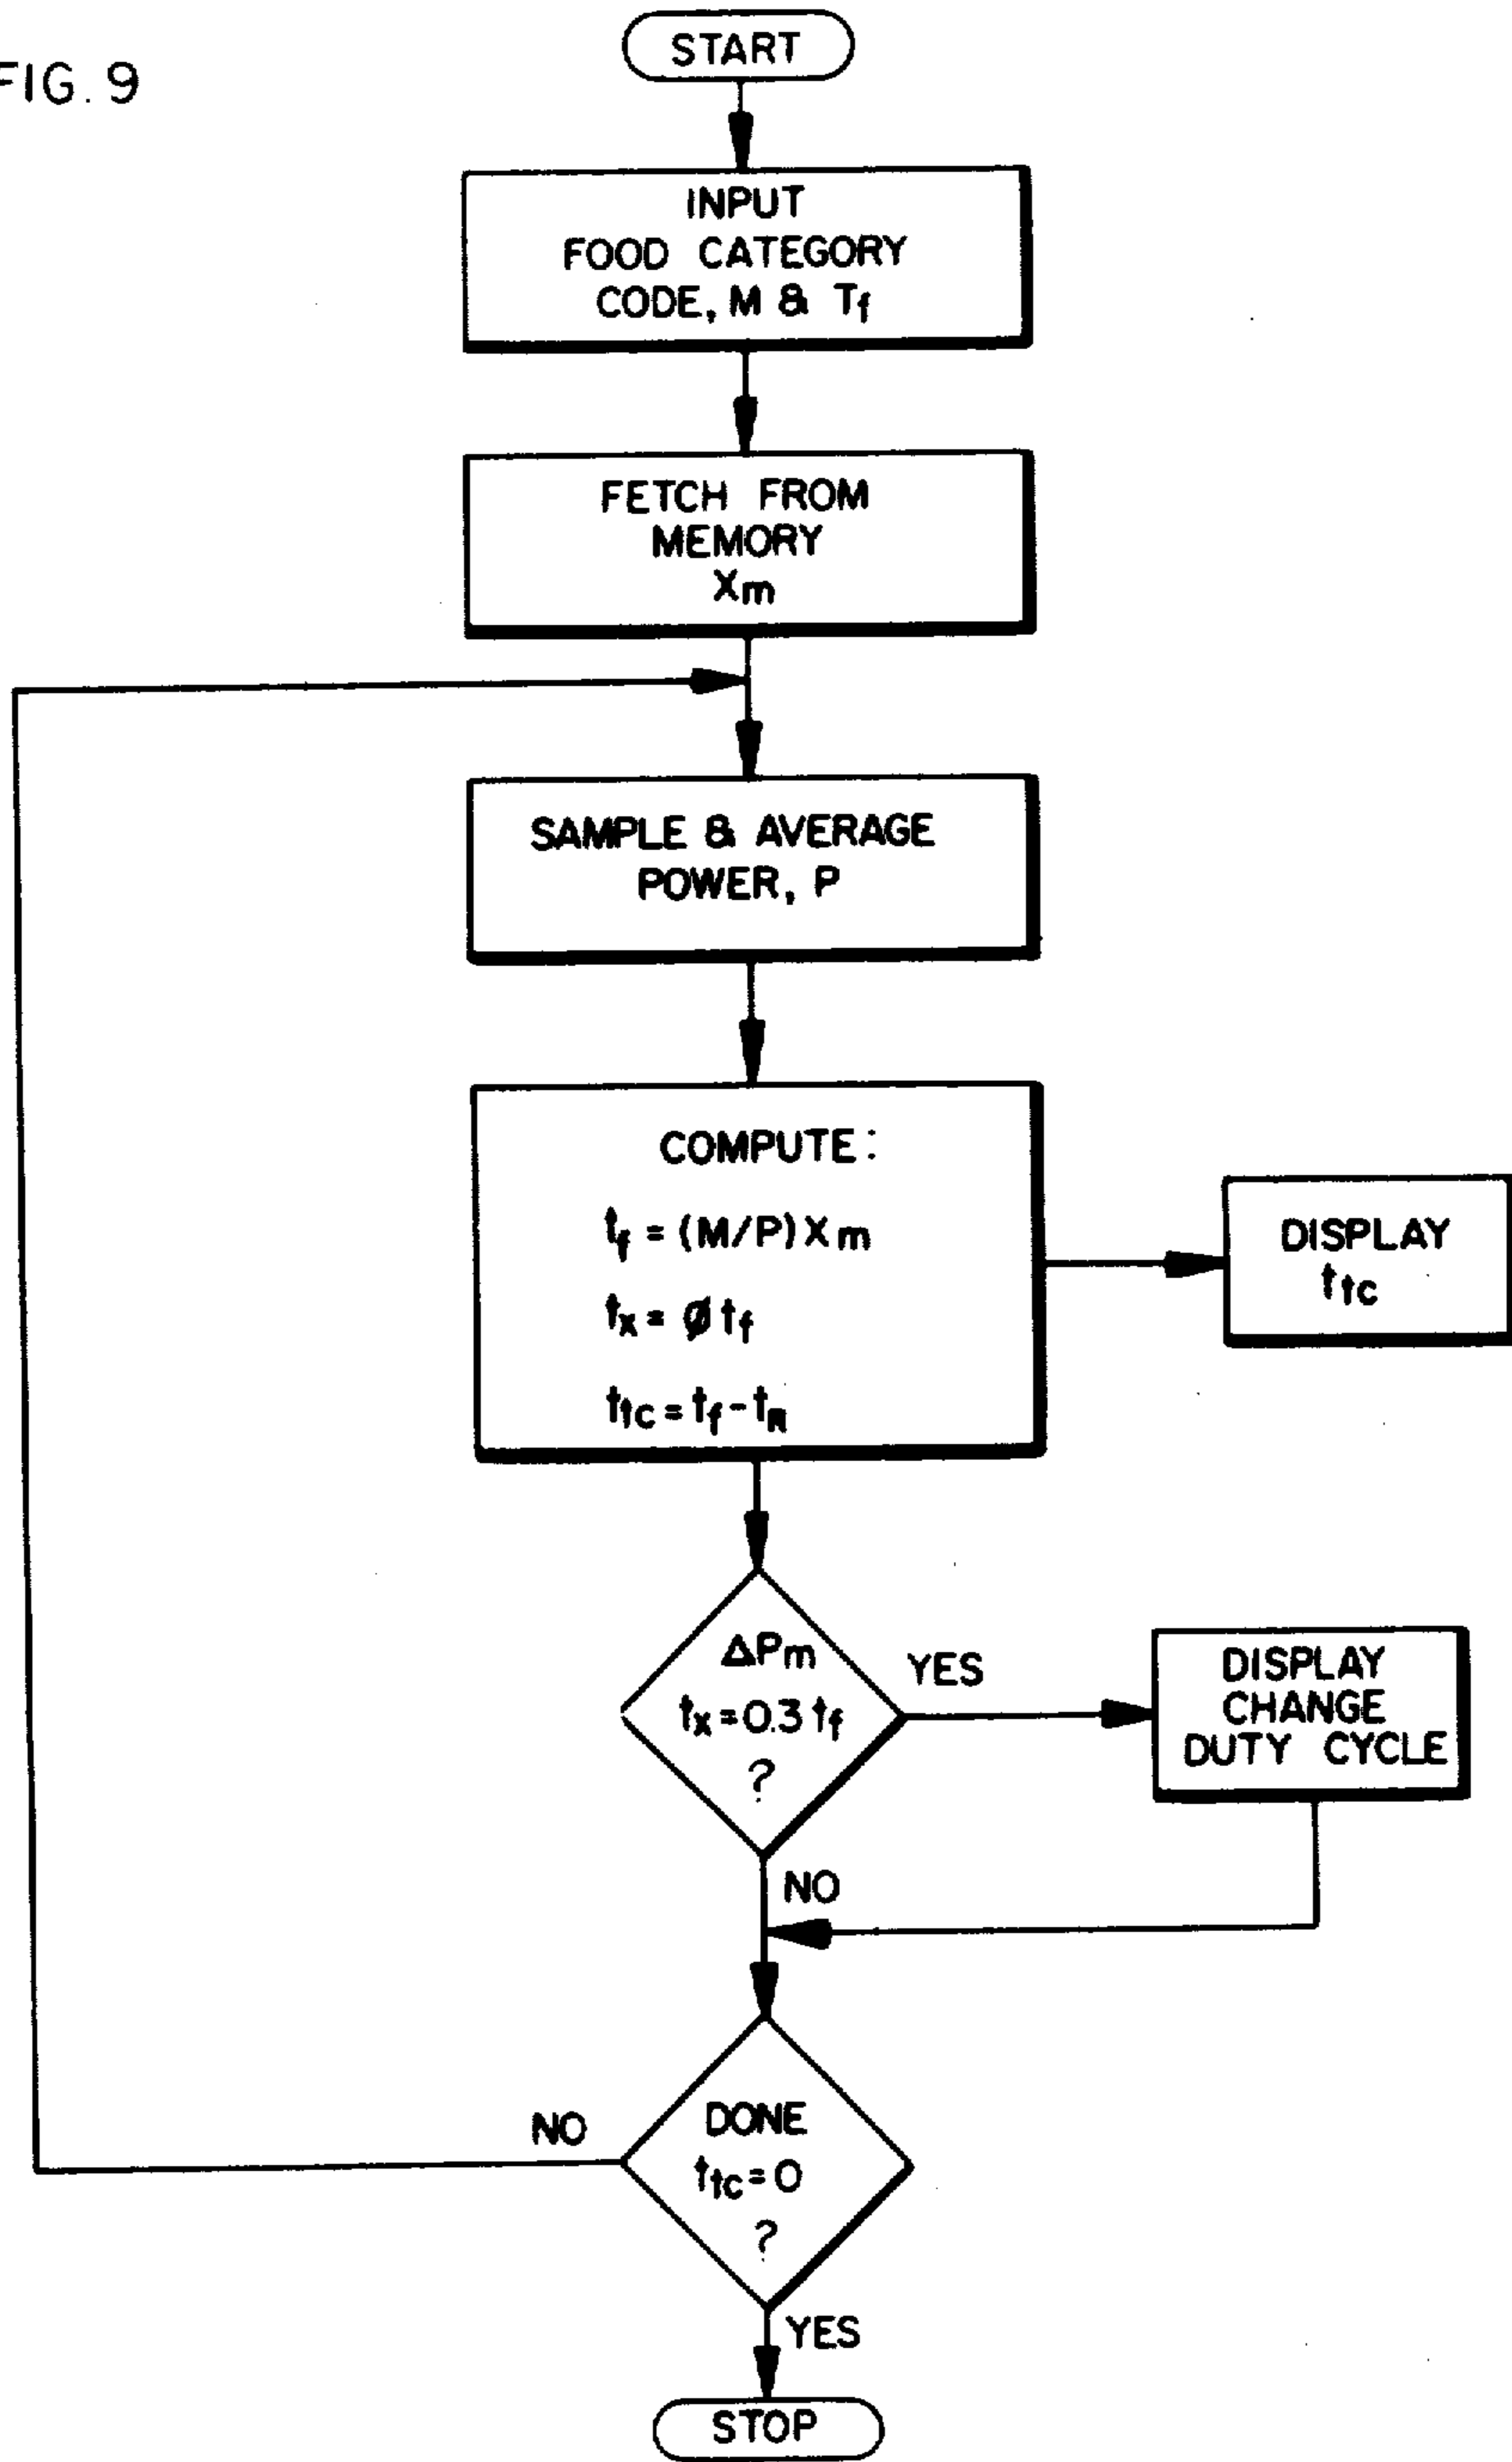 FIG. 9
START
INPUT
FOOD CATEGORY
CODE, M & Tf
FETCH FROM
MEMORY
Xm
SAMPLE & AVERAGE
POWER, P
COMPUTE:
tf = (M/P) Xm
tx = Ø tf
ttc = tf - tR
DISPLAY
ttc
ΔPm
tx = 0.3 tf
?
YES
DISPLAY
CHANGE
DUTY CYCLE
NO
DONE
ttc = 0
?
NO
YES
STOP